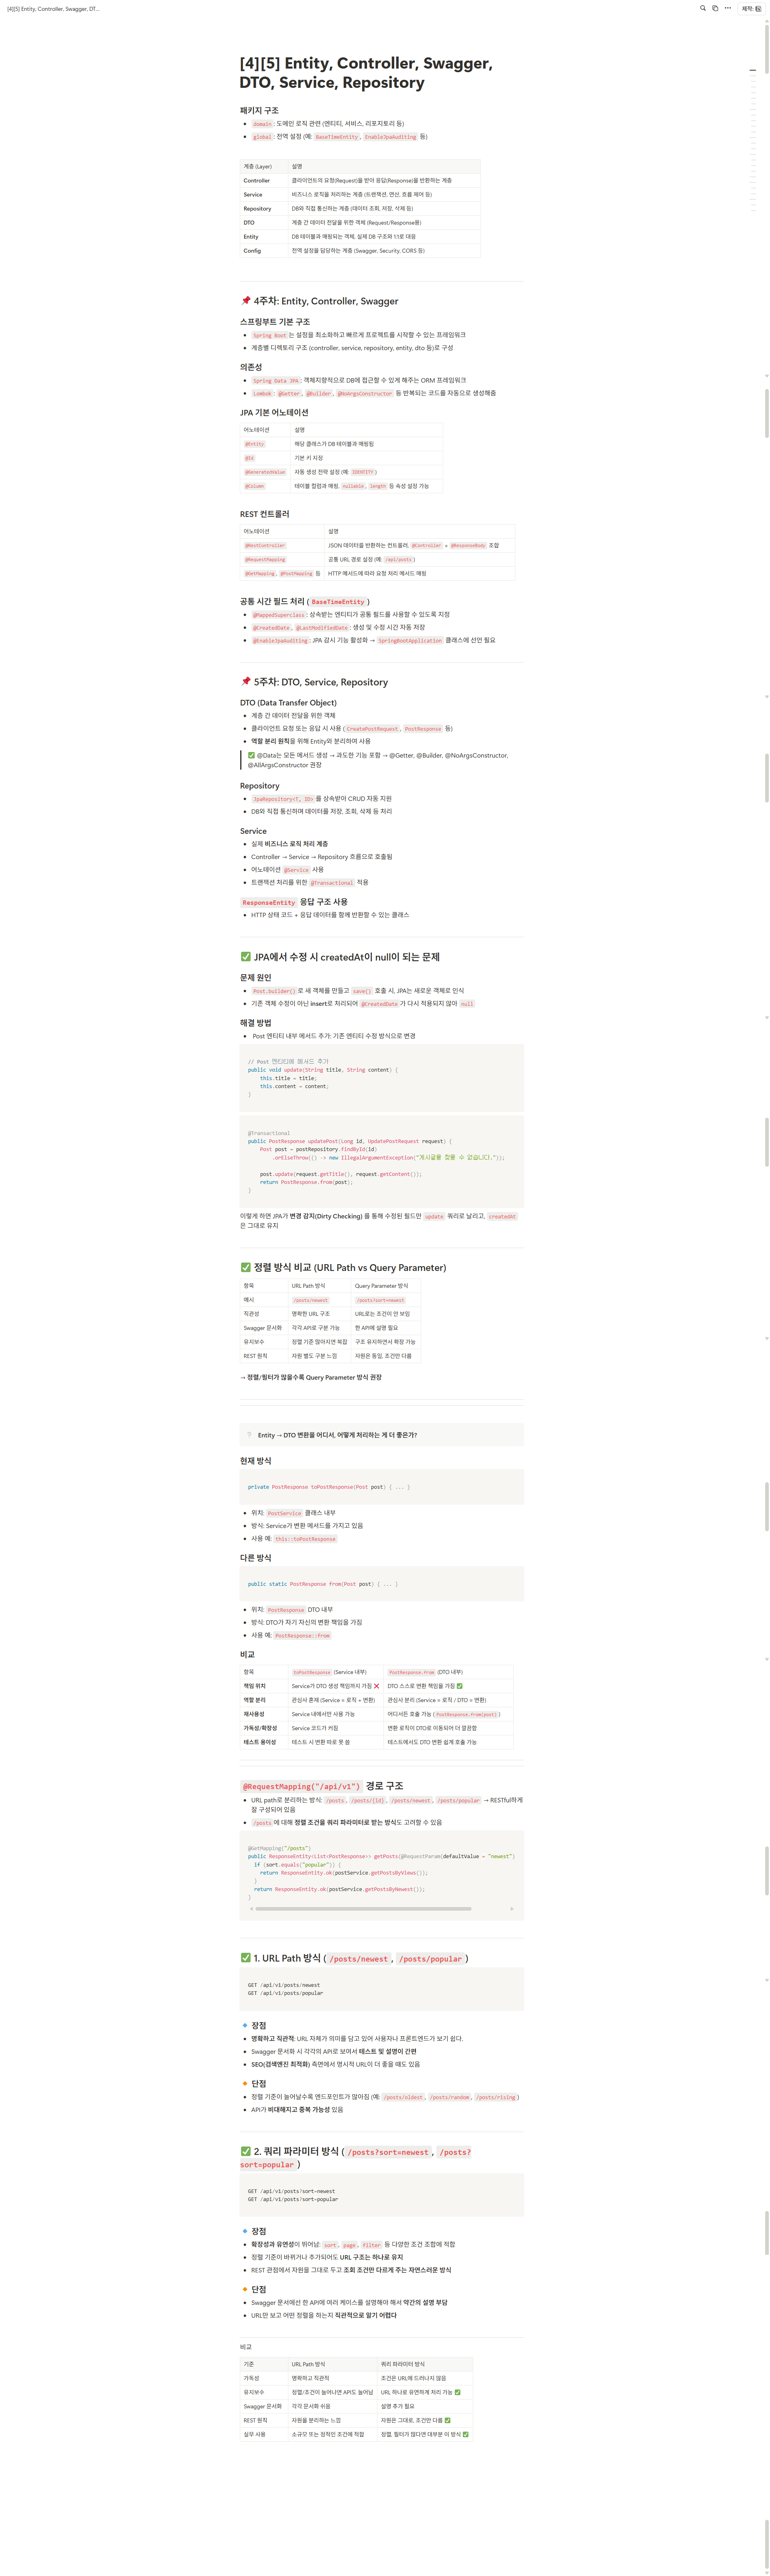 [4][5] Entity, Controller, Swagger, DT...
제작:
[4][5] Entity, Controller, Swagger,
DTO, Service, Repository
패키지 구조
domain : 도메인 로직 관련 (엔티티, 서비스, 리포지토리 등)
global : 전역 설정 (예: BaseTimeEntity, EnableJpaAuditing 등)
계층 (Layer) 설명
Controller 클라이언트의 요청(Request)을 받아 응답(Response)를 반환하는 계층
Service 비즈니스 로직을 처리하는 계층 (트랜잭션, 연산, 흐름 제어 등)
Repository DB와 직접 통신하는 계층 (데이터 조회, 저장, 삭제 등)
DTO 계층 간 데이터 전달을 위한 객체 (Request/Response용)
Entity DB 테이블과 매핑되는 객체, 실제 DB 구조와 1:1로 대응
Config 전역 설정을 담당하는 계층 (Swagger, Security, CORS 등)
📌 4주차: Entity, Controller, Swagger
스프링부트 기본 구조
Spring Boot 는 설정을 최소화하고 빠르게 프로젝트를 시작할 수 있는 프레임워크
계층별 디렉토리 구조 (controller, service, repository, entity, dto 등)로 구성
의존성
Spring Data JPA : 객체지향적으로 DB에 접근할 수 있게 해주는 ORM 프레임워크
Lombok : @Getter, @Builder, @NoArgsConstructor 등 반복되는 코드를 자동으로 생성해줌
JPA 기본 어노테이션
어노테이션 설명
@Entity 해당 클래스가 DB 테이블과 매핑됨
@Id 기본 키 지정
@GeneratedValue 자동 생성 전략 설정 (예: IDENTITY)
@Column 테이블 컬럼과 매핑, nullable, length 등 속성 설정 가능
REST 컨트롤러
어노테이션 설명
@RestController JSON 데이터를 반환하는 컨트롤러, @Controller + @ResponseBody 조합
@RequestMapping 공통 URL 경로 설정 (예: /api/posts)
@GetMapping, @PostMapping 등 HTTP 메서드에 따라 요청 처리 메서드 매핑
공통 시간 필드 처리 ( BaseTimeEntity )
@MappedSuperclass : 상속받는 엔티티가 공통 필드를 사용할 수 있도록 지정
@CreatedDate, @LastModifiedDate : 생성 및 수정 시간 자동 저장
@EnableJpaAuditing : JPA 감시 기능 활성화 → SpringBootApplication 클래스에 선언 필요
📌 5주차: DTO, Service, Repository
DTO (Data Transfer Object)
계층 간 데이터 전달을 위한 객체
클라이언트 요청 또는 응답 시 사용 ( CreatePostRequest, PostResponse 등)
역할 분리 원칙을 위해 Entity와 분리하여 사용
✅ @Data는 모든 메서드 생성 → 과도한 기능 포함 → @Getter, @Builder, @NoArgsConstructor,
@AllArgsConstructor 권장
Repository
JpaRepository<T, ID> 를 상속받아 CRUD 자동 지원
DB와 직접 통신하며 데이터를 저장, 조회, 삭제 등 처리
Service
실제 비즈니스 로직 처리 계층
Controller → Service → Repository 흐름으로 호출됨
어노테이션 @Service 사용
트랜잭션 처리를 위한 @Transactional 적용
ResponseEntity 응답 구조 사용
HTTP 상태 코드 + 응답 데이터를 함께 반환할 수 있는 클래스
✅ JPA에서 수정 시 createdAt이 null이 되는 문제
문제 원인
Post.builder() 로 새 객체를 만들고 save() 호출 시, JPA는 새로운 객체로 인식
기존 객체 수정이 아닌 insert로 처리되어 @CreatedDate 가 다시 적용되지 않아 null
해결 방법
Post 엔티티 내부 메서드 추가: 기존 엔티티 수정 방식으로 변경
// Post 엔티티에 메서드 추가
public void update(String title, String content) {
this.title = title;
this.content = content;
}
@Transactional
public PostResponse updatePost(Long id, UpdatePostRequest request) {
Post post = postRepository.findById(id)
.orElseThrow(() -> new IllegalArgumentException("게시글을 찾을 수 없습니다."));
post.update(request.getTitle(), request.getContent());
return PostResponse.from(post);
}
이렇게 하면 JPA가 변경 감지(Dirty Checking) 를 통해 수정된 필드만 update 쿼리로 날리고, createdAt
은 그대로 유지
✅ 정렬 방식 비교 (URL Path vs Query Parameter)
항목 URL Path 방식 Query Parameter 방식
예시 /posts/newest /posts?sort=newest
직관성 명확한 URL 구조 URL로는 조건이 안 보임
Swagger 문서화 각각 API로 구분 가능 한 API에 설명 필요
유지보수 정렬 기준 많아지면 복잡 구조 유지하면서 확장 가능
REST 원칙 자원 별도 구분 느낌 자원은 동일, 조건만 다름
→ 정렬/필터가 많을수록 Query Parameter 방식 권장
❔ Entity → DTO 변환을 어디서, 어떻게 처리하는 게 더 좋은가?
현재 방식
private PostResponse toPostResponse(Post post) { ... }
위치: PostService 클래스 내부
방식: Service가 변환 메서드를 가지고 있음
사용 예: this::toPostResponse
다른 방식
public static PostResponse from(Post post) { ... }
위치: PostResponse DTO 내부
방식: DTO가 자기 자신의 변환 책임을 가짐
사용 예: PostResponse::from
비교
항목 toPostResponse (Service 내부) PostResponse.from (DTO 내부)
책임 위치 Service가 DTO 생성 책임까지 가짐 ❌ DTO 스스로 변환 책임을 가짐 ✅
역할 분리 관심사 혼재 (Service = 로직 + 변환) 관심사 분리 (Service = 로직 / DTO = 변환)
재사용성 Service 내에서만 사용 가능 어디서든 호출 가능 ( PostResponse.from(post) )
가독성/확장성 Service 코드가 커짐 변환 로직이 DTO로 이동되어 더 깔끔함
테스트 용이성 테스트 시 변환 따로 못 씀 테스트에서도 DTO 변환 쉽게 호출 가능
@RequestMapping("/api/v1") 경로 구조
URL path로 분리하는 방식: /posts, /posts/{id}, /posts/newest, /posts/popular → RESTful하게
잘 구성되어 있음
/posts 에 대해 정렬 조건을 쿼리 파라미터로 받는 방식도 고려할 수 있음
@GetMapping("/posts")
public ResponseEntity<List<PostResponse>> getPosts(@RequestParam(defaultValue = "newest")
if (sort.equals("popular")) {
return ResponseEntity.ok(postService.getPostsByViews());
}
return ResponseEntity.ok(postService.getPostsByNewest());
}
✅ 1. URL Path 방식 ( /posts/newest , /posts/popular )
GET /api/v1/posts/newest
GET /api/v1/posts/popular
🔹 장점
명확하고 직관적: URL 자체가 의미를 담고 있어 사용자나 프론트엔드가 보기 쉽다.
Swagger 문서화 시 각각의 API로 보여서 테스트 및 설명이 간편
SEO(검색엔진 최적화) 측면에서 명시적 URL이 더 좋을 때도 있음
🔸 단점
정렬 기준이 늘어날수록 엔드포인트가 많아짐 (예: /posts/oldest, /posts/random, /posts/rising)
API가 비대해지고 중복 가능성 있음
✅ 2. 쿼리 파라미터 방식 ( /posts?sort=newest , /posts?
sort=popular )
GET /api/v1/posts?sort=newest
GET /api/v1/posts?sort=popular
🔹 장점
확장성과 유연성이 뛰어남: sort, page, filter 등 다양한 조건 조합에 적합
정렬 기준이 바뀌거나 추가되어도 URL 구조는 하나로 유지
REST 관점에서 자원을 그대로 두고 조회 조건만 다르게 주는 자연스러운 방식
🔸 단점
Swagger 문서에선 한 API에 여러 케이스를 설명해야 해서 약간의 설명 부담
URL만 보고 어떤 정렬을 하는지 직관적으로 알기 어렵다
비교
기준 URL Path 방식 쿼리 파라미터 방식
가독성 명확하고 직관적 조건은 URL에 드러나지 않음
유지보수 정렬/조건이 늘어나면 API도 늘어남 URL 하나로 유연하게 처리 가능 ✅
Swagger 문서화 각각 문서화 쉬움 설명 추가 필요
REST 원칙 자원을 분리하는 느낌 자원은 그대로, 조건만 다름 ✅
실무 사용 소규모 또는 정적인 조건에 적합 정렬, 필터가 많다면 대부분 이 방식 ✅